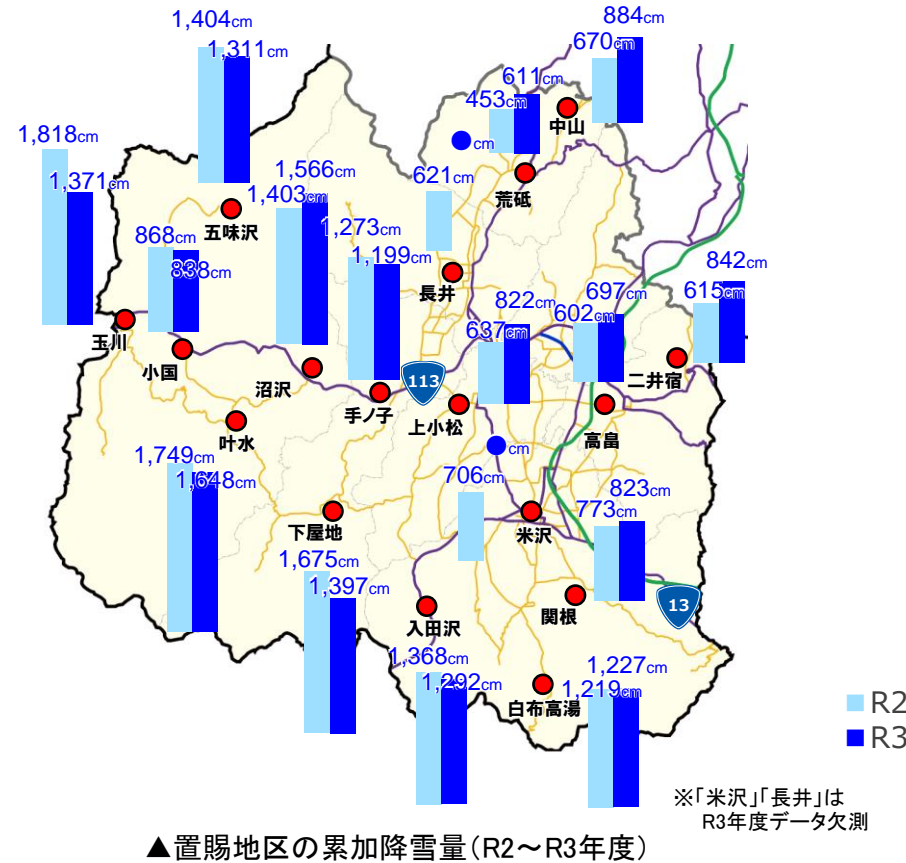 1,404cm
1,311cm
884cm
670cm
611cm
453cm
中山
cm
荒砥
1,818cm
1,371cm
1,566cm
1,403cm
621cm
五味沢
868cm
838cm
1,273cm
1,199cm
長井
842cm
615cm
822cm
637cm
697cm
602cm
玉川
小国
沼沢
手ノ子
113
上小松
二井宿
高畠
叶水
cm
1,749cm
1,648cm
706cm
823cm
773cm
下屋地
米沢
1,675cm
1,397cm
入田沢
関根
13
1,368cm
1,292cm
白布高湯
1,227cm
1,219cm
R2
R3
※「米沢」「長井」は
R3年度データ欠測
▲置賜地区の累加降雪量(R2～R3年度)